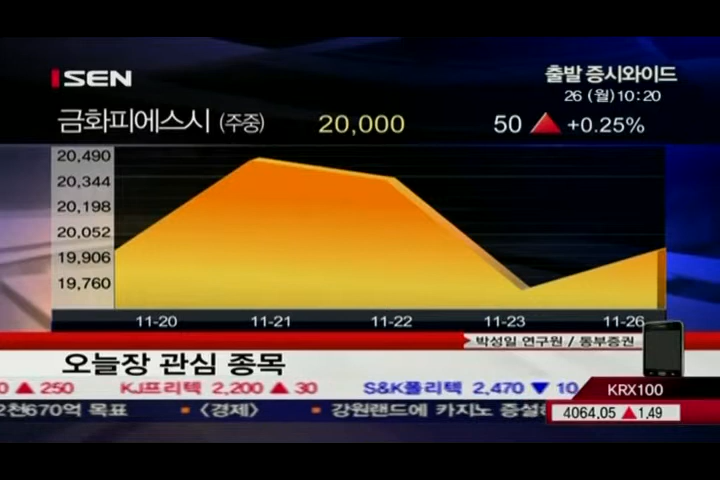 SEN
출발 증시와이드
26 (월) 10:20
금화피에스시 (주중) 20,000 50 ▲ +0.25%
20,490
20,344
20,198
20,052
19,906
19,760
11-20 11-21 11-22 11-23 11-26
박성일 연구원 / 동부증권
오늘장 관심 종목
0 ▲ 250 KJ프리텍 2,200 ▲ 30 S&K폴리텍 2,470 ▼ 10
KRX100
2천670억 목표 ▪ <경제> ▪ 강원랜드에 카지노 증설
4064.05 ▲1.49